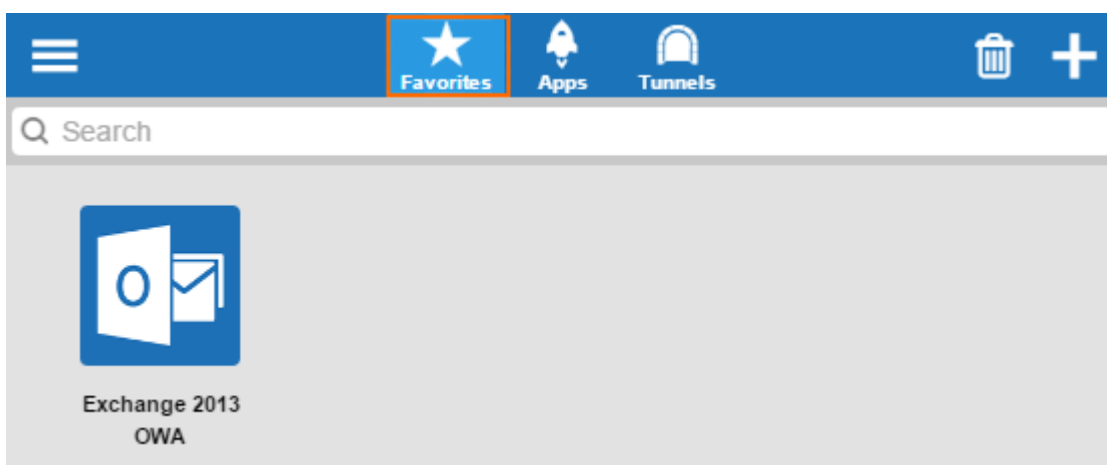 Favorites
Apps
Tunnels
Search
O
Exchange 2013
OWA